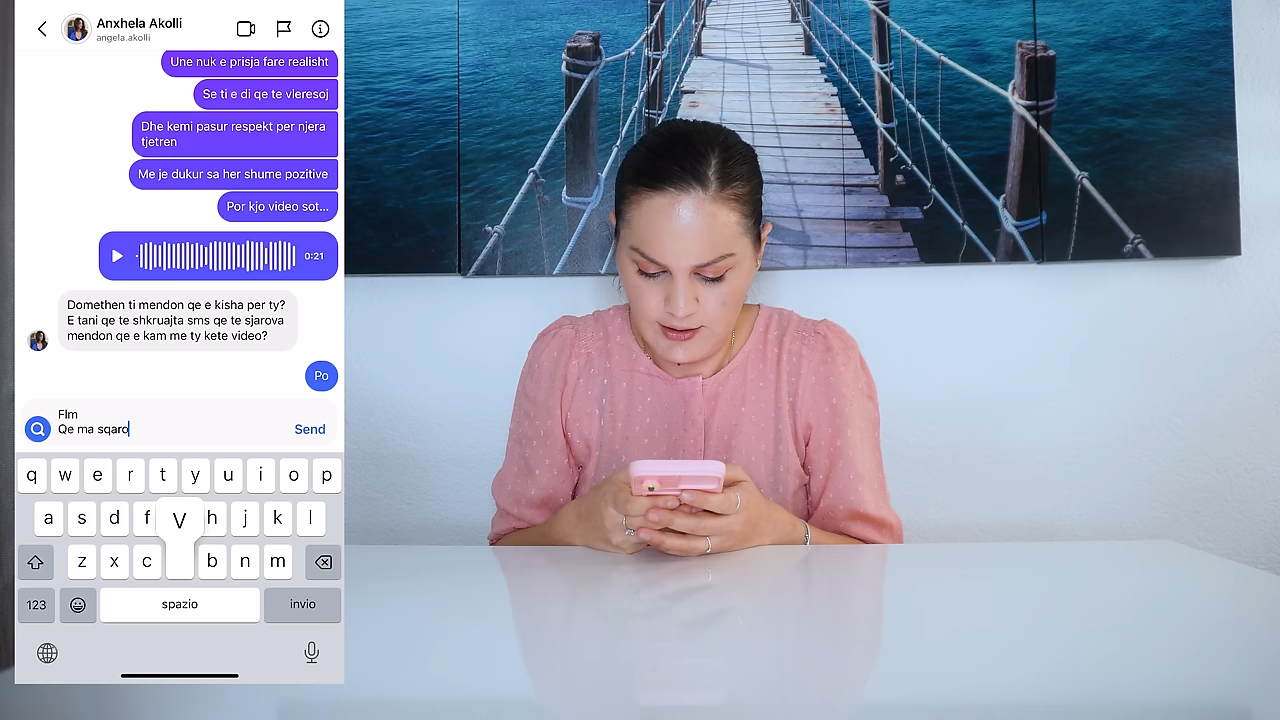 Anxhela Akolli
angela.akolli
Une nuk e prisja fare realisht
Se ti e di qe te vleresoj
Dhe kemi pasur respekt per njera
tjetren
Me je dukur sa her shume pozitive
Por kjo video sot...
0:21
Domethen ti mendon qe e kisha per ty?
E tani qe te shkruajta sms qe te sjarova
mendon qe e kam me ty kete video?
Po
Flm
Qe ma sqaro
Send
q w e r t y u i o p
a s d f V h j k l
z x c b n m
123 spazio invio